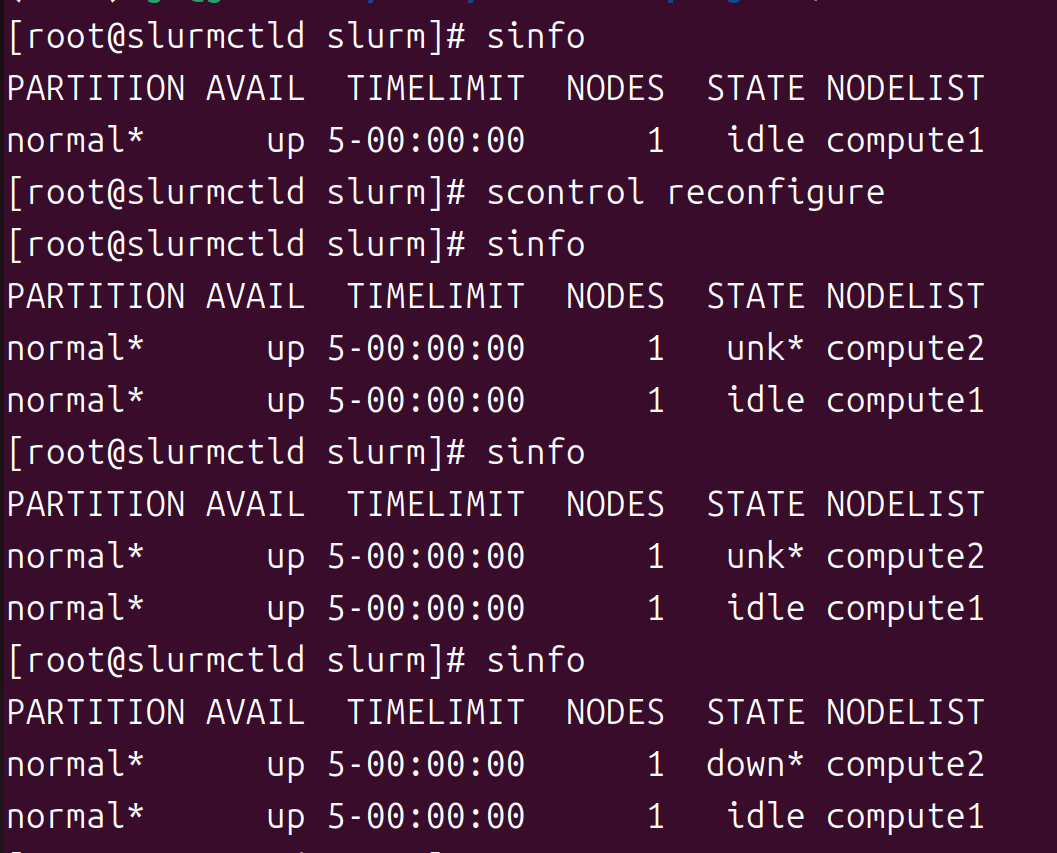 [root@slurmctld slurm]# sinfo
PARTITION AVAIL  TIMELIMIT  NODES  STATE NODELIST
normal*      up 5-00:00:00      1   idle compute1
[root@slurmctld slurm]# scontrol reconfigure
[root@slurmctld slurm]# sinfo
PARTITION AVAIL  TIMELIMIT  NODES  STATE NODELIST
normal*      up 5-00:00:00      1   unk* compute2
normal*      up 5-00:00:00      1   idle compute1
[root@slurmctld slurm]# sinfo
PARTITION AVAIL  TIMELIMIT  NODES  STATE NODELIST
normal*      up 5-00:00:00      1   unk* compute2
normal*      up 5-00:00:00      1   idle compute1
[root@slurmctld slurm]# sinfo
PARTITION AVAIL  TIMELIMIT  NODES  STATE NODELIST
normal*      up 5-00:00:00      1  down* compute2
normal*      up 5-00:00:00      1   idle compute1